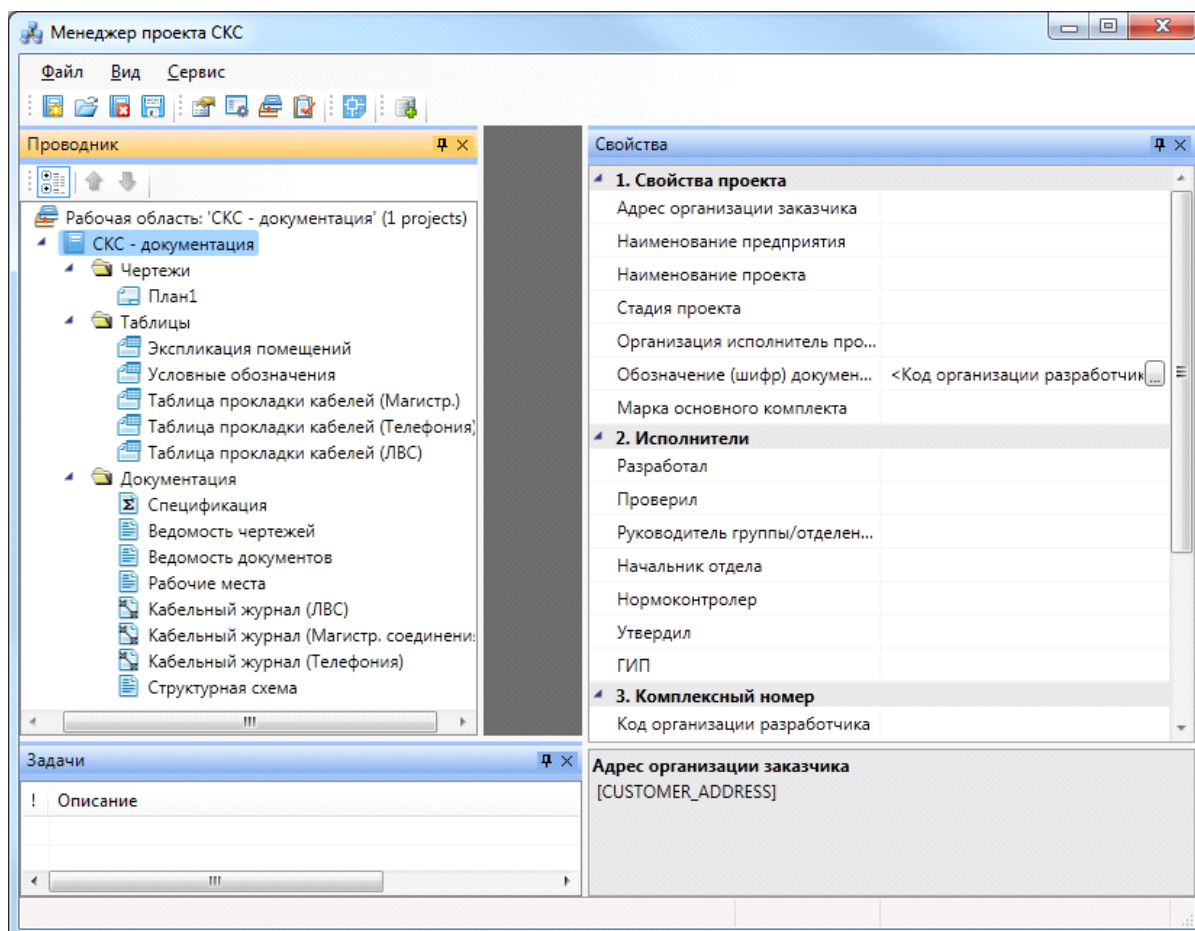 Менеджер проекта СКС
Файл Вид Сервис
Проводник
Рабочая область: 'СКС - документация' (1 projects)
СКС - документация
Чертежи
План1
Таблицы
Экспликация помещений
Условные обозначения
Таблица прокладки кабелей (Магистр.)
Таблица прокладки кабелей (Телефония)
Таблица прокладки кабелей (ЛВС)
Документация
Спецификация
Ведомость чертежей
Ведомость документов
Рабочие места
Кабельный журнал (ЛВС)
Кабельный журнал (Магистр. соединени
Кабельный журнал (Телефония)
Структурная схема
Задачи
! Описание
Свойства
1. Свойства проекта
Адрес организации заказчика
Наименование предприятия
Наименование проекта
Стадия проекта
Организация исполнитель про...
Обозначение (шифр) докумен... <Код организации разработчик ...
Марка основного комплекта
2. Исполнители
Разработал
Проверил
Руководитель группы/отделен...
Начальник отдела
Нормоконтролер
Утвердил
ГИП
3. Комплексный номер
Код организации разработчика
Адрес организации заказчика
[CUSTOMER_ADDRESS]